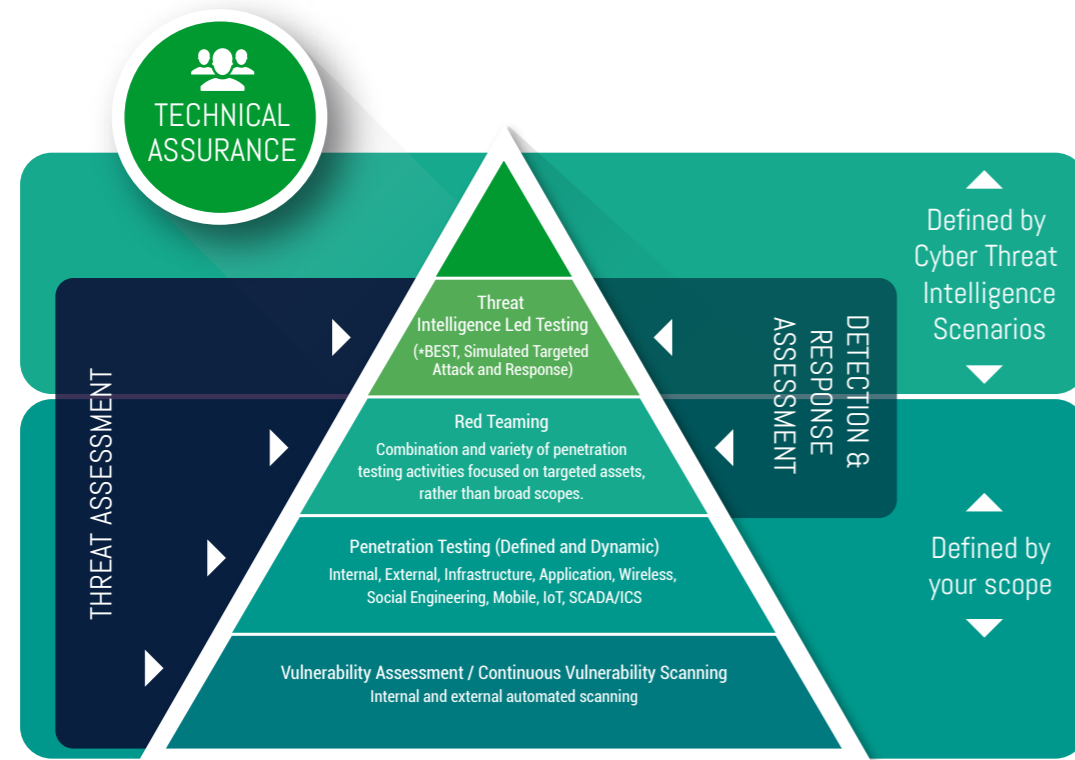 TECHNICAL
ASSURANCE
Defined by
Cyber Threat
Intelligence
Scenarios
Threat
Intelligence Led Testing
(*BEST, Simulated Targeted
Attack and Response)
DETECTION &
RESPONSE
ASSESSMENT
THREAT ASSESSMENT
Red Teaming
Combination and variety of penetration
testing activities focused on targeted assets,
rather than broad scopes.
Penetration Testing (Defined and Dynamic)
Internal, External, Infrastructure, Application, Wireless,
Social Engineering, Mobile, IoT, SCADA/ICS
Defined by
your scope
Vulnerability Assessment / Continuous Vulnerability Scanning
Internal and external automated scanning